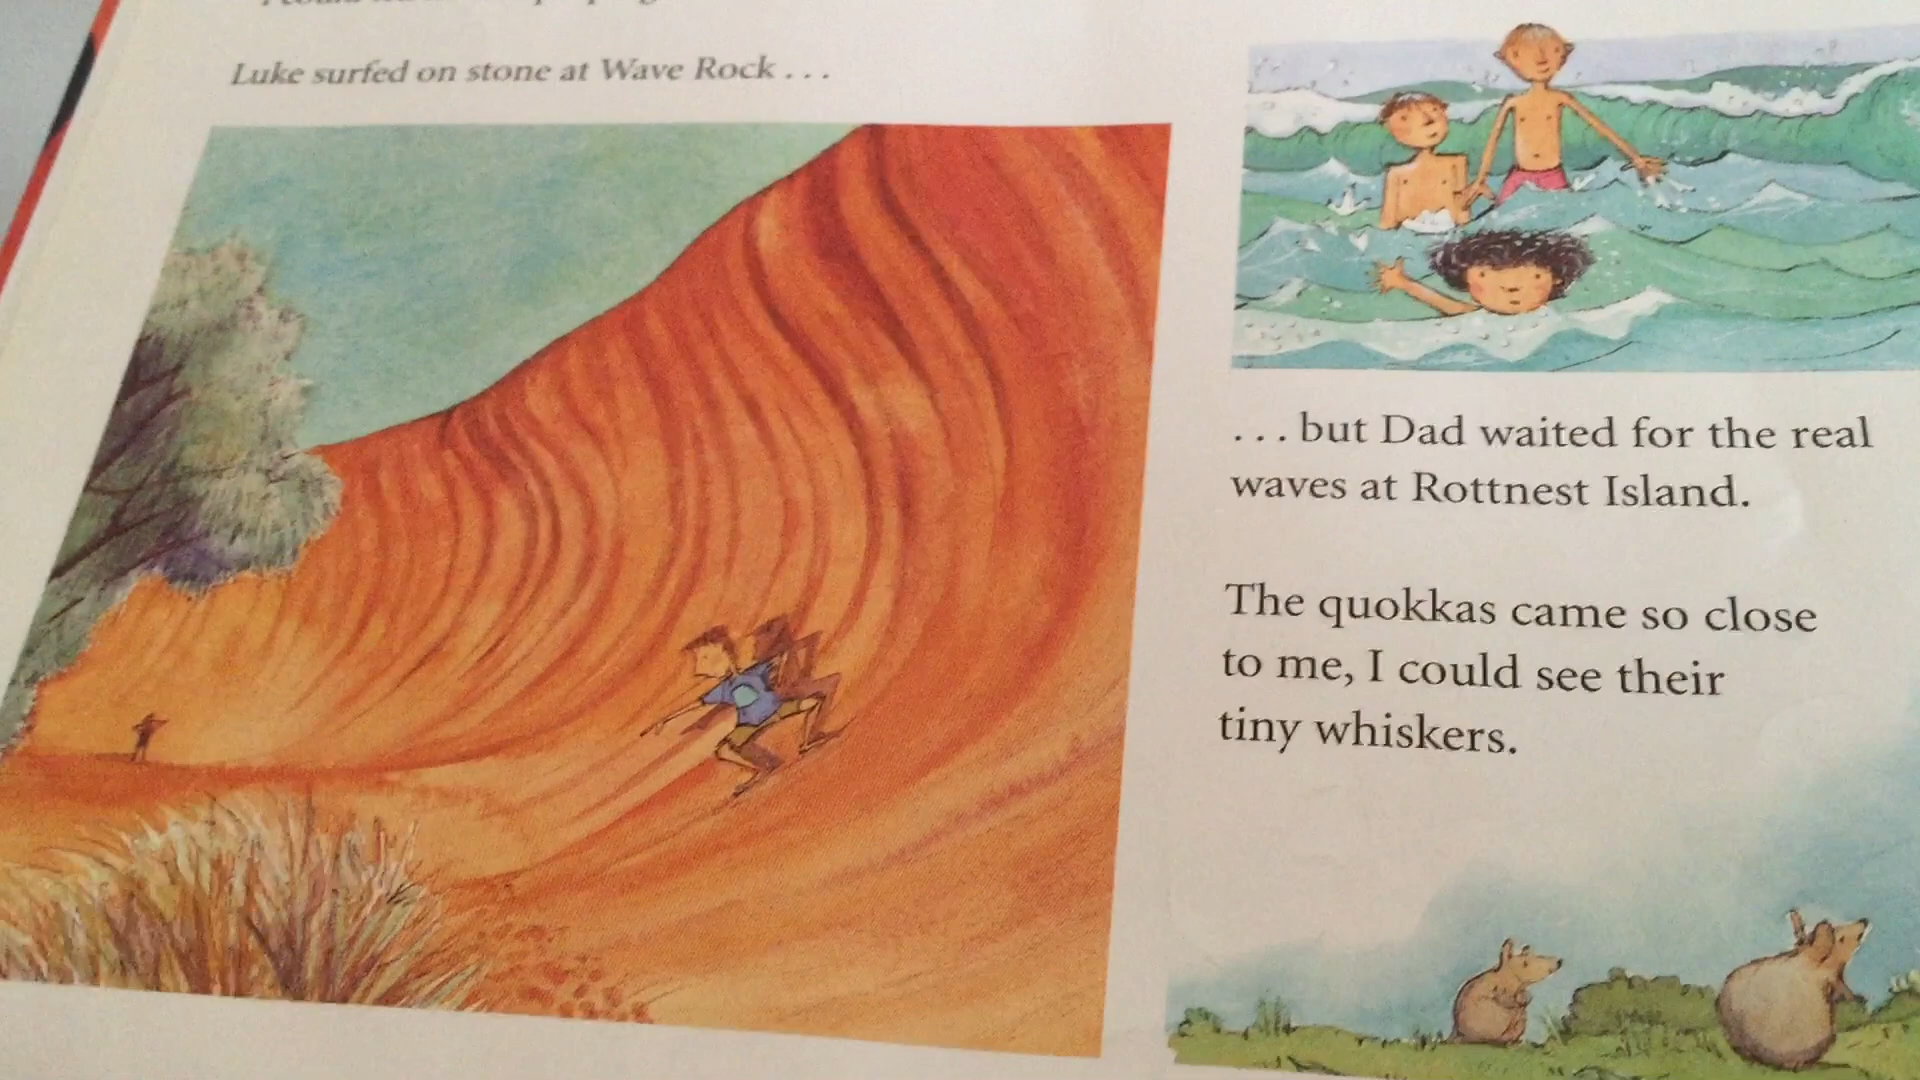 Luke surfed on stone at Wave Rock . . .
. . . but Dad waited for the real
waves at Rottnest Island.
The quokkas came so close
to me, I could see their
tiny whiskers.